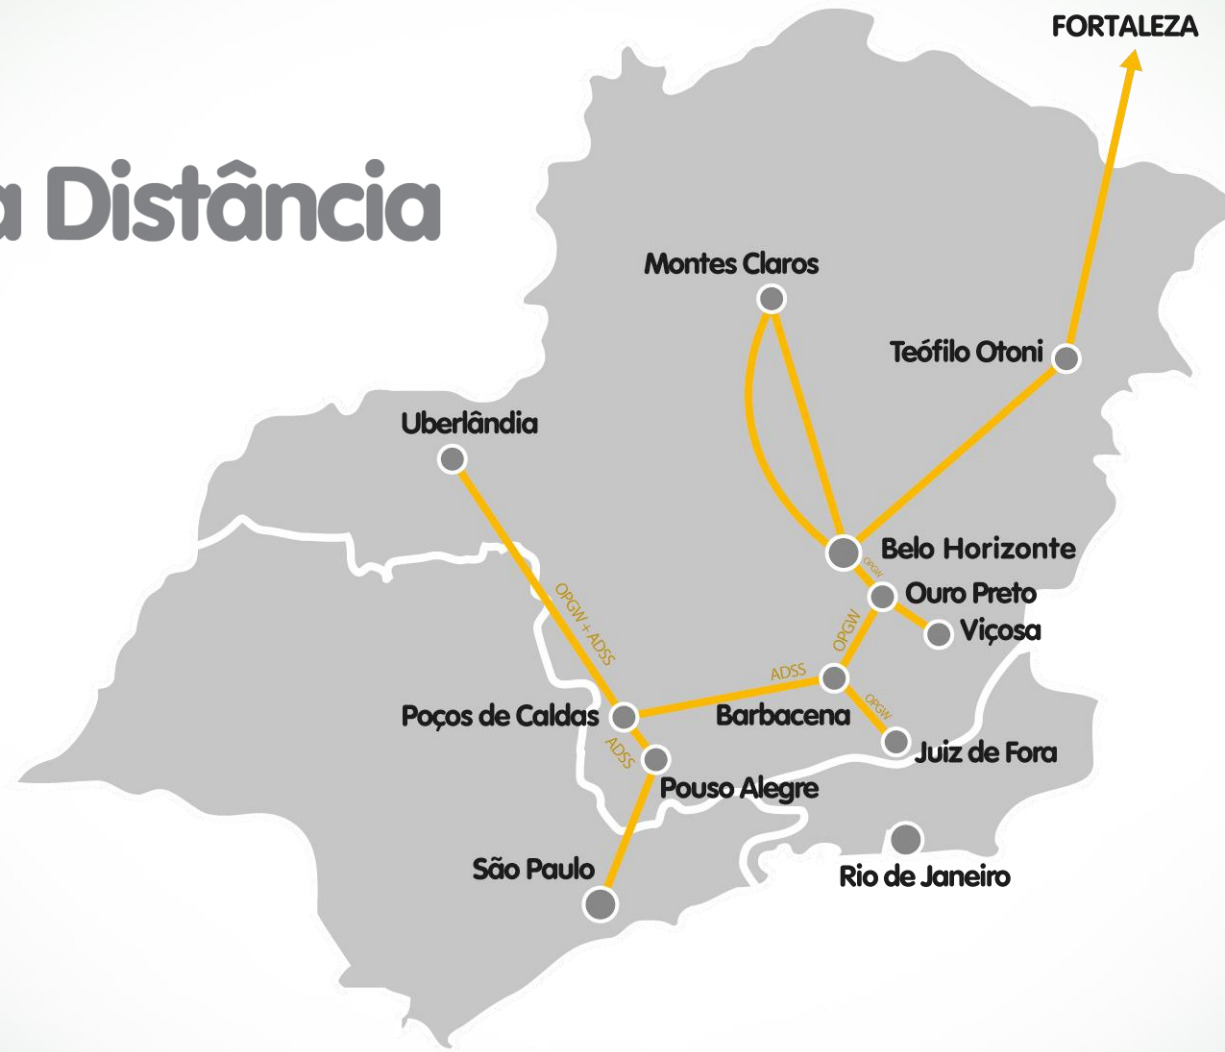 FORTALEZA
a Distância
Montes Claros
Teófilo Otoni
Uberlândia
Belo Horizonte
OPGW
Ouro Preto
OPGW + ADSS
OPGW
Viçosa
ADSS
OPGW
Poços de Caldas
Barbacena
ADSS
Juiz de Fora
Pouso Alegre
São Paulo
Rio de Janeiro